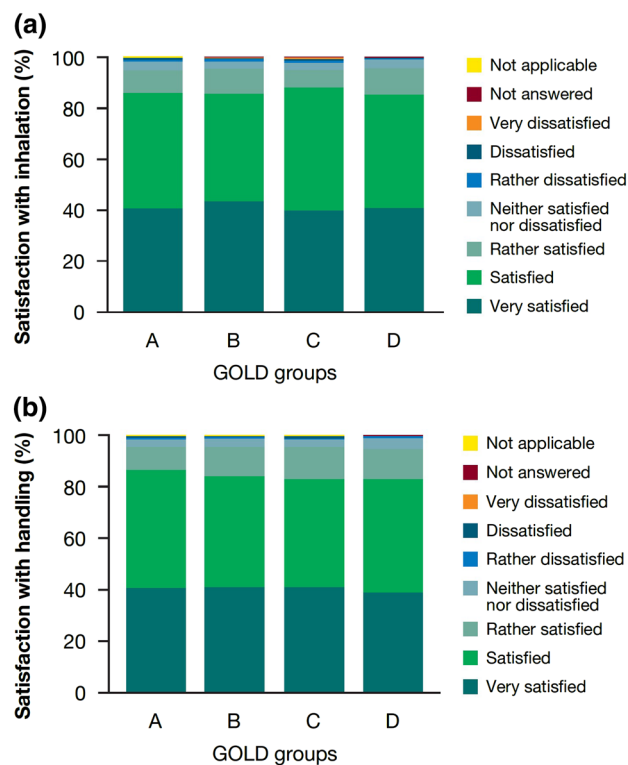 (a)
Satisfaction with inhalation (%)
100
80
60
40
20
0
A B C D
GOLD groups
Not applicable
Not answered
Very dissatisfied
Dissatisfied
Rather dissatisfied
Neither satisfied
nor dissatisfied
Rather satisfied
Satisfied
Very satisfied
(b)
Satisfaction with handling (%)
100
80
60
40
20
0
A B C D
GOLD groups
Not applicable
Not answered
Very dissatisfied
Dissatisfied
Rather dissatisfied
Neither satisfied
nor dissatisfied
Rather satisfied
Satisfied
Very satisfied